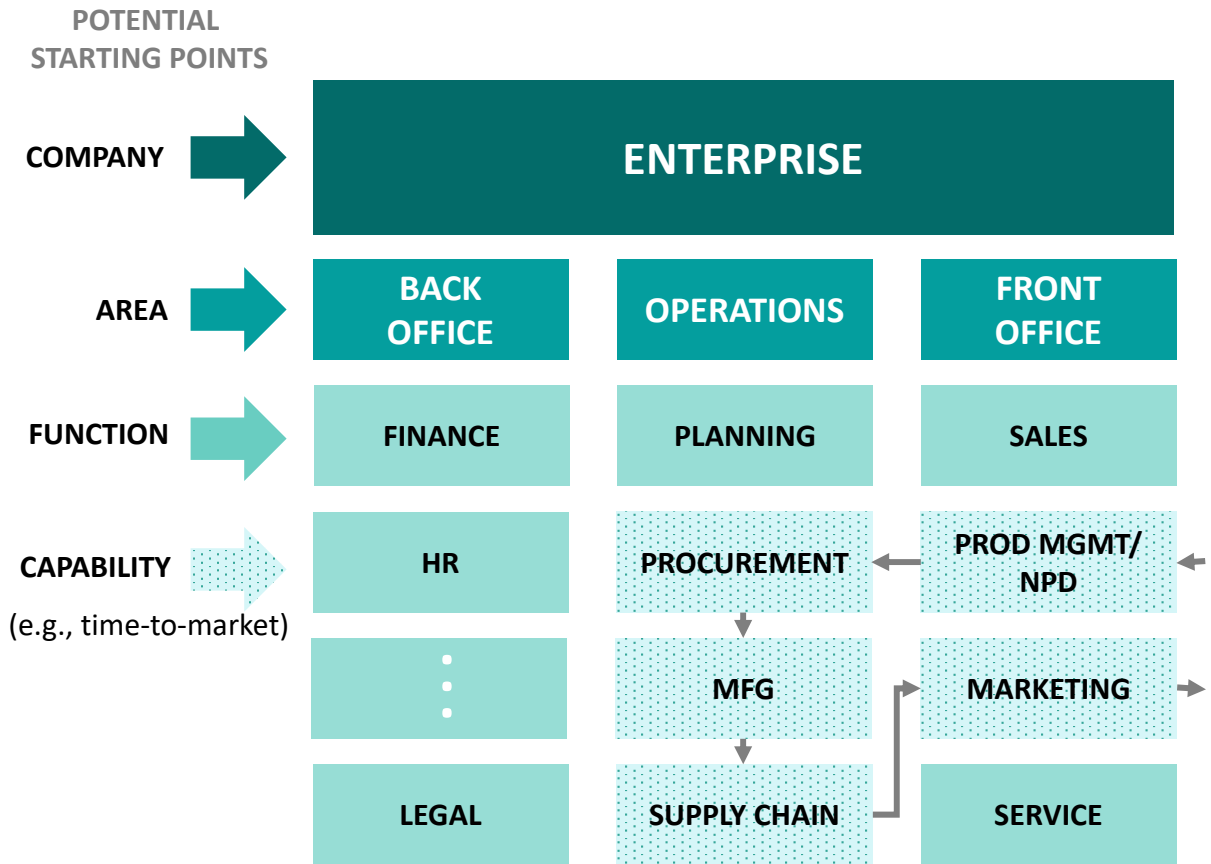 POTENTIAL
STARTING POINTS
COMPANY
ENTERPRISE
AREA
BACK
OFFICE
OPERATIONS
FRONT
OFFICE
FUNCTION
FINANCE
PLANNING
SALES
CAPABILITY
(e.g., time-to-market)
HR
PROCUREMENT
PROD MGMT/
NPD
MFG
MARKETING
LEGAL
SUPPLY CHAIN
SERVICE